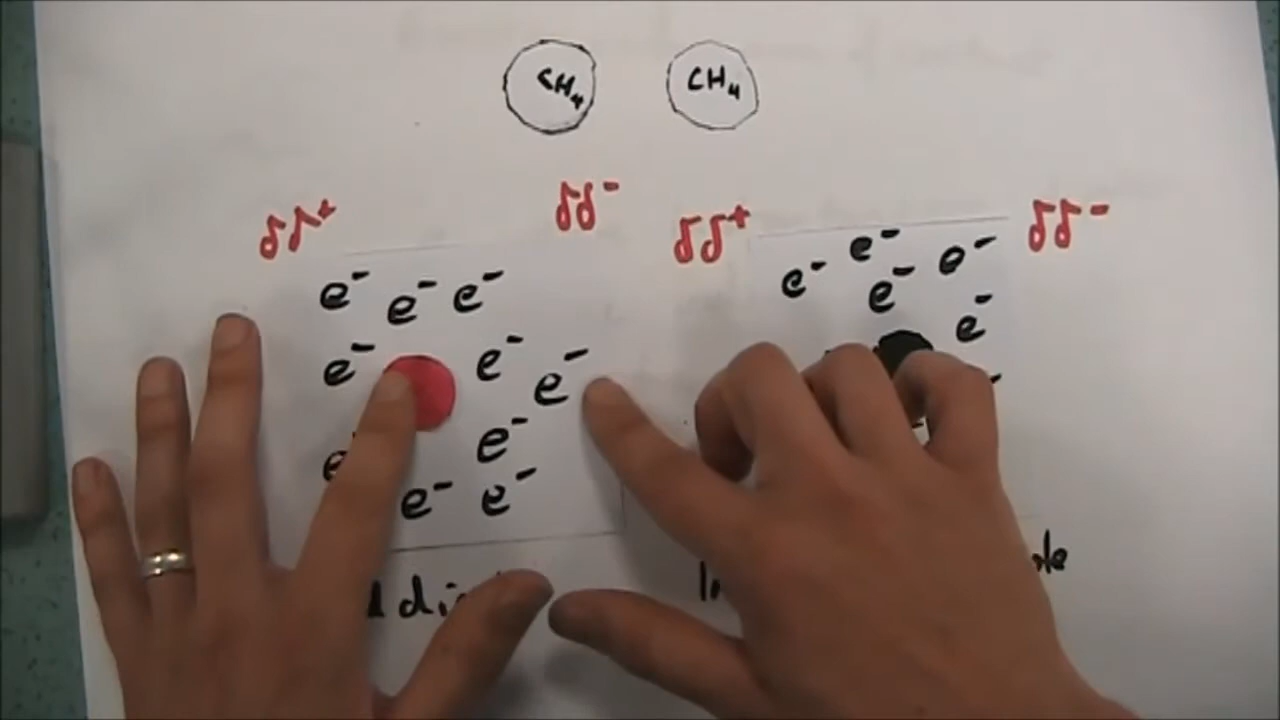 CH₄ CH₄
δδ⁺ δδ⁻ δδ⁺ δδ⁻
e⁻ e⁻ e⁻ e⁻ e⁻ e⁻ e⁻
e⁻ e⁻ e⁻ e⁻
e⁻
e⁻ e⁻